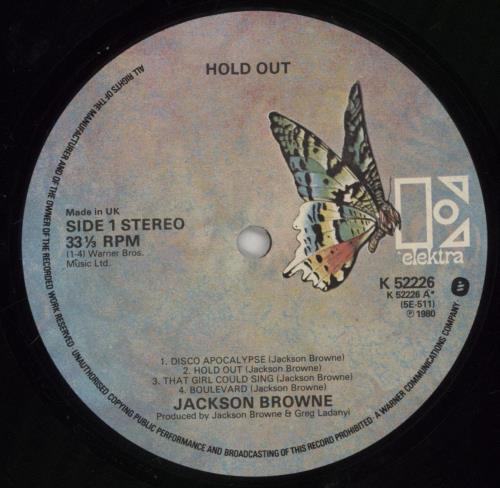 HOLD OUT
Made in UK
SIDE 1 STEREO
33⅓ RPM
(1-4) Warner Bros.
Music Ltd.
elektra
K 52226
K 52226 A*
(5E-511)
℗ 1980
1. DISCO APOCALYPSE (Jackson Browne)
2. HOLD OUT (Jackson Browne)
3. THAT GIRL COULD SING (Jackson Browne)
4. BOULEVARD (Jackson Browne)
JACKSON BROWNE
Produced by Jackson Browne & Greg Ladanyi
ALL RIGHTS OF THE MANUFACTURER AND OF THE OWNER OF THE RECORDED WORK RESERVED · UNAUTHORISED COPYING PUBLIC PERFORMANCE AND BROADCASTING OF THIS RECORD PROHIBITED · A WARNER COMMUNICATIONS COMPANY ·